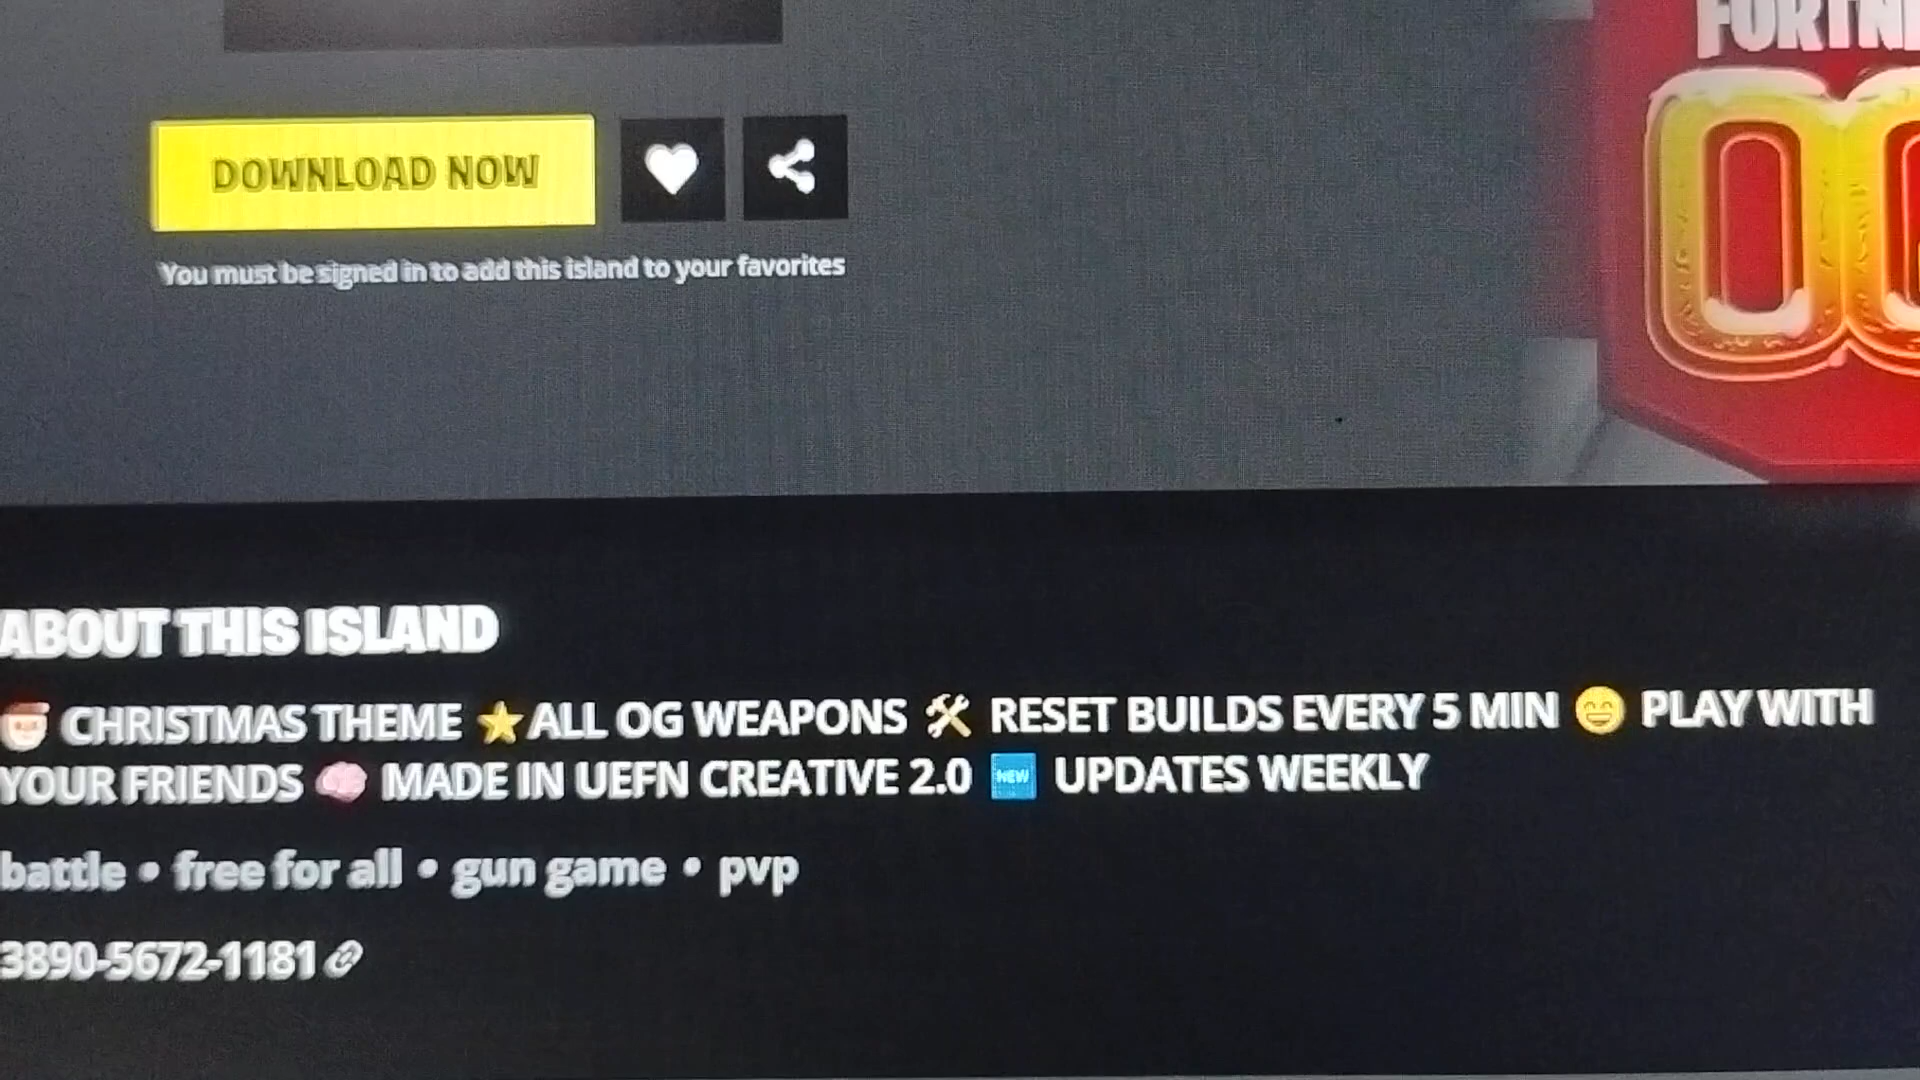 FORTNI
OG
DOWNLOAD NOW
You must be signed in to add this island to your favorites
ABOUT THIS ISLAND
🎅 CHRISTMAS THEME ⭐ALL OG WEAPONS 🛠 RESET BUILDS EVERY 5 MIN 😄 PLAY WITH
YOUR FRIENDS 🧠 MADE IN UEFN CREATIVE 2.0 🆕 UPDATES WEEKLY
battle • free for all • gun game • pvp
3890-5672-1181